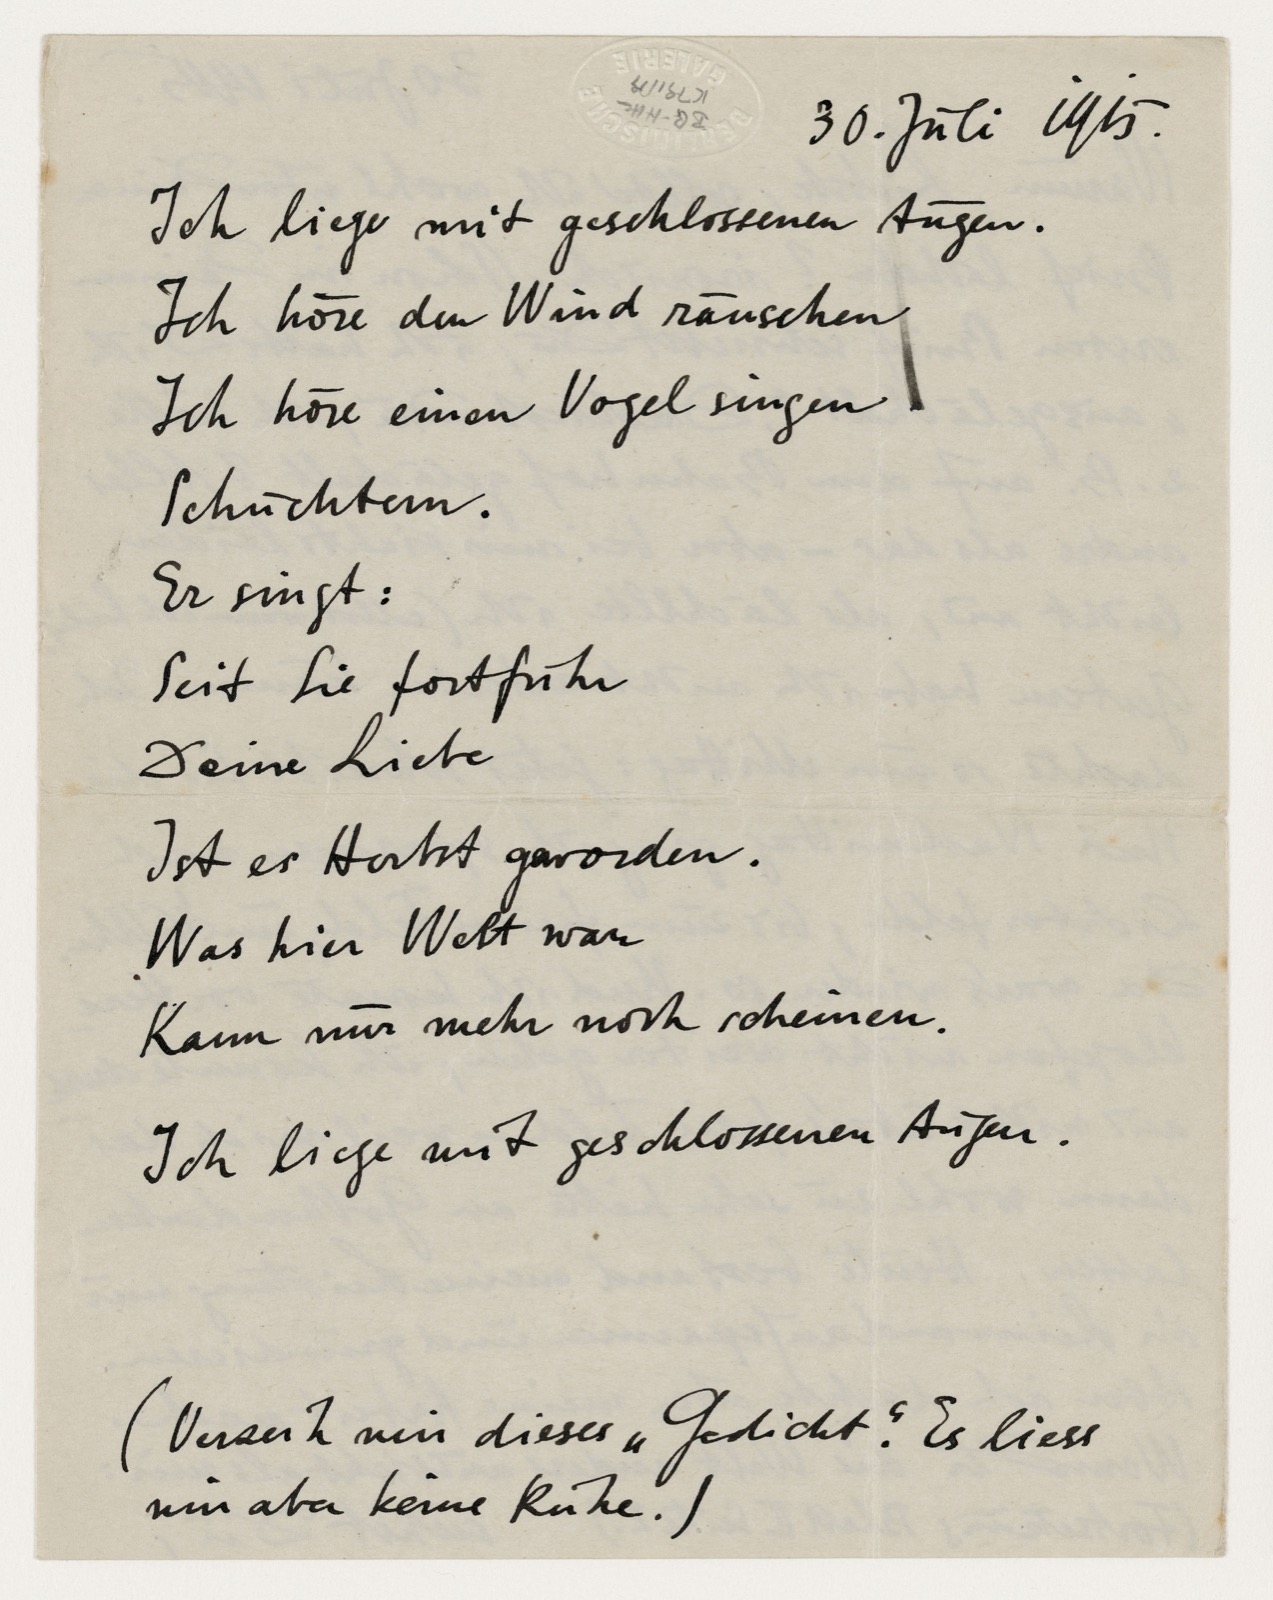 30. Juli 1915.
Ich liege mit geschlossenen Augen.
Ich höre den Wind rauschen
Ich höre einen Vogel singen
Schüchtern.
Er singt:
Seit Sie fortfuhr
Deine Liebe
Ist es Herbst geworden.
Was hier Welt war
Kann nur mehr noch scheinen.
Ich liege mit geschlossenen Augen.
(Verzeih mir dieses „Gedicht“. Es liess
mir aber keine Ruhe.)
BERLINISCHE GALERIE
BG-HHC
K 791/79